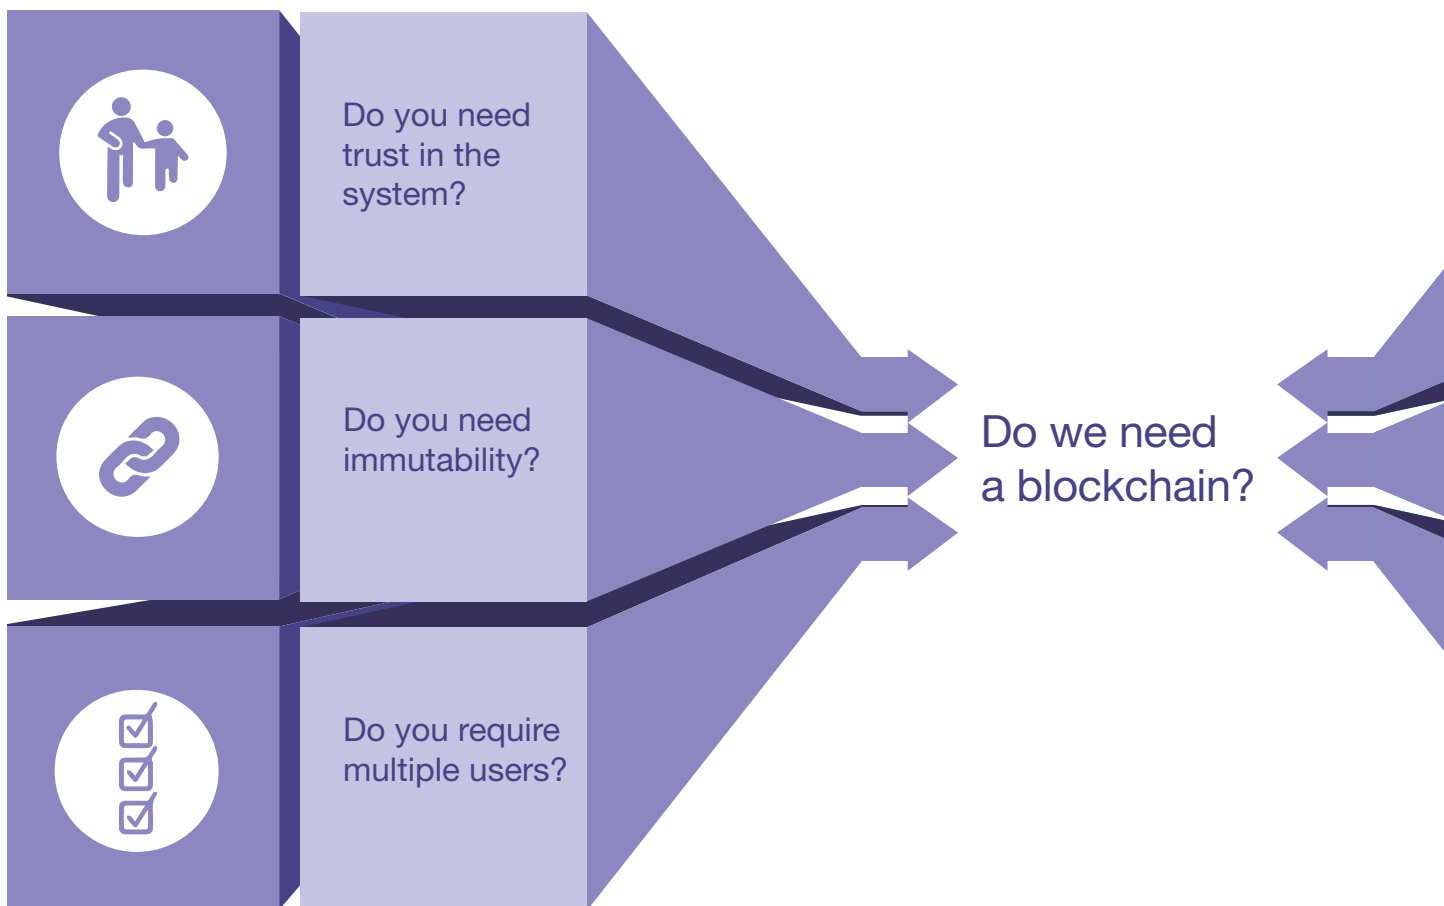 Do you need
trust in the
system?
Do you need
immutability?
Do you require
multiple users?
Do we need
a blockchain?